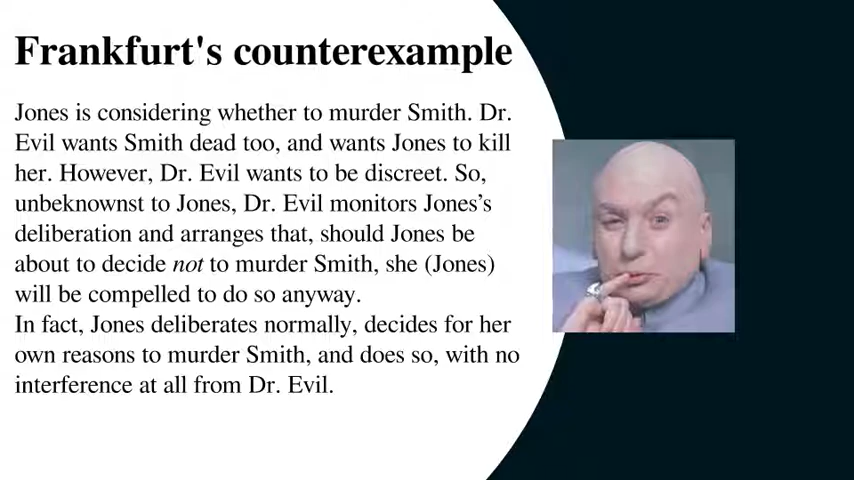 Frankfurt's counterexample
Jones is considering whether to murder Smith. Dr.
Evil wants Smith dead too, and wants Jones to kill
her. However, Dr. Evil wants to be discreet. So,
unbeknownst to Jones, Dr. Evil monitors Jones’s
deliberation and arranges that, should Jones be
about to decide not to murder Smith, she (Jones)
will be compelled to do so anyway.
In fact, Jones deliberates normally, decides for her
own reasons to murder Smith, and does so, with no
interference at all from Dr. Evil.